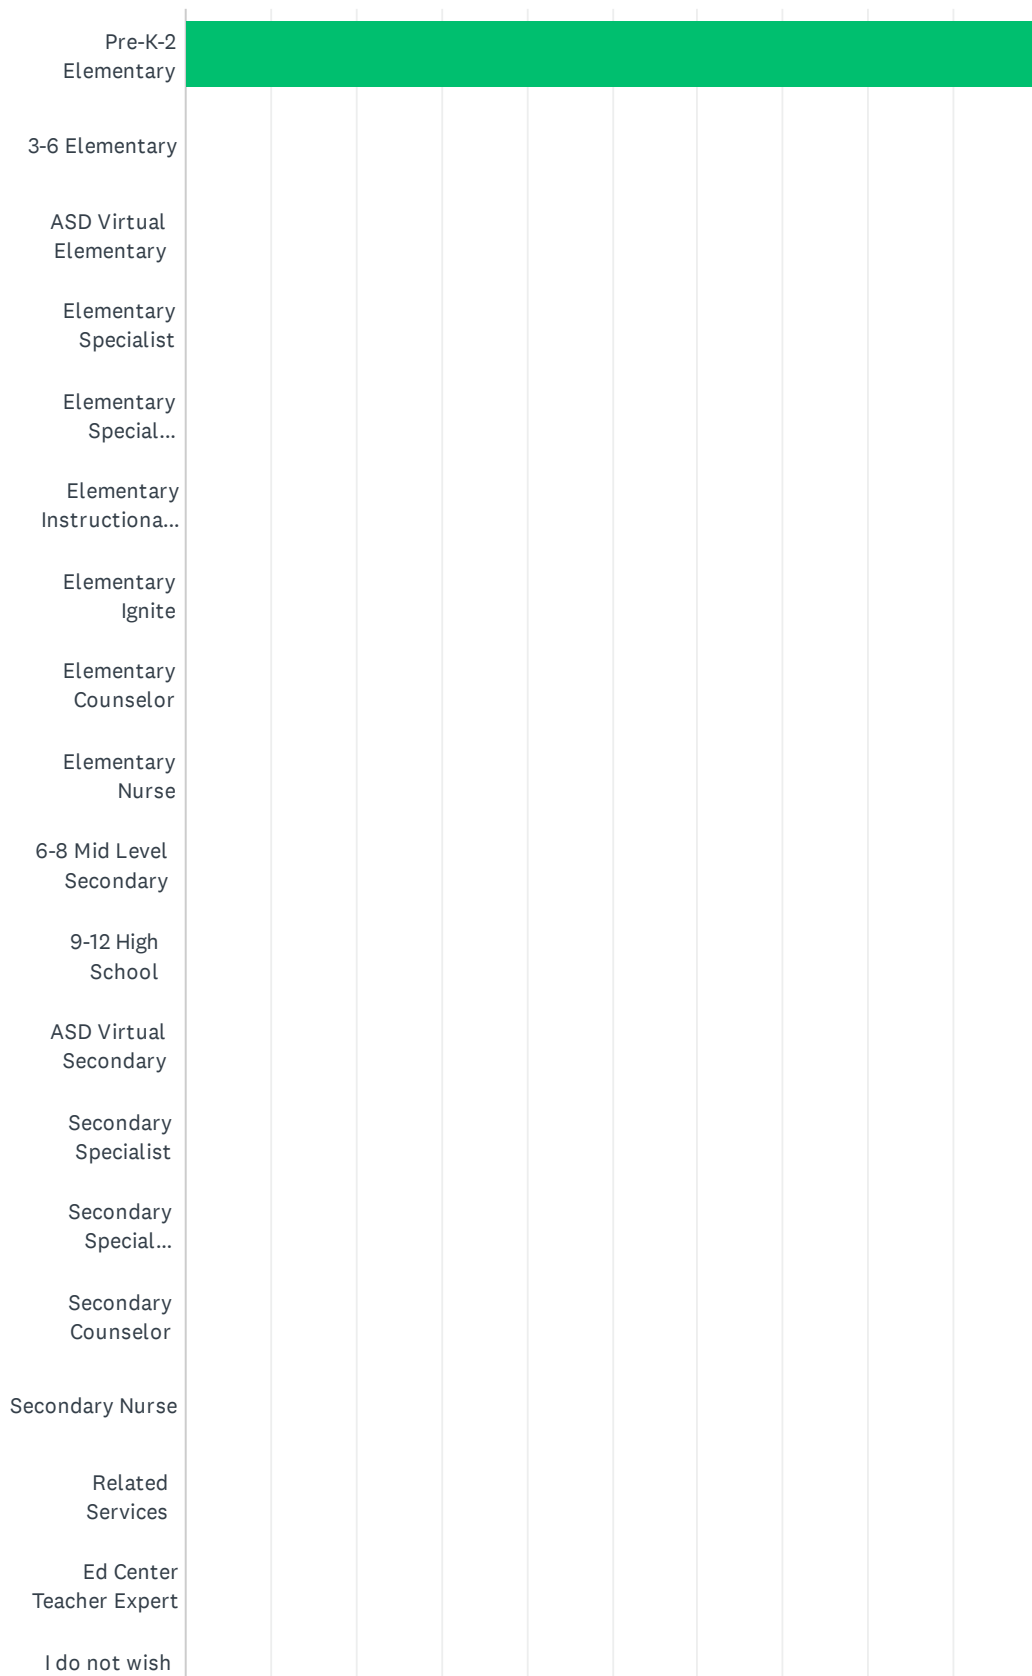 Pre-K-2
Elementary
3-6 Elementary
ASD Virtual
Elementary
Elementary
Specialist
Elementary
Special...
Elementary
Instructiona...
Elementary
Ignite
Elementary
Counselor
Elementary
Nurse
6-8 Mid Level
Secondary
9-12 High
School
ASD Virtual
Secondary
Secondary
Specialist
Secondary
Special...
Secondary
Counselor
Secondary Nurse
Related
Services
Ed Center
Teacher Expert
I do not wish